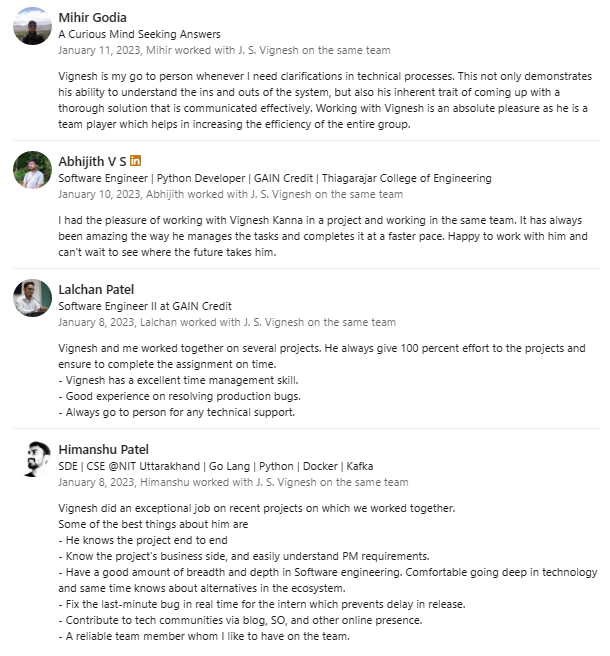 Mihir Godia
A Curious Mind Seeking Answers
January 11, 2023, Mihir worked with J. S. Vignesh on the same team
Vignesh is my go to person whenever I need clarifications in technical processes. This not only demonstrates
his ability to understand the ins and outs of the system, but also his inherent trait of coming up with a
thorough solution that is communicated effectively. Working with Vignesh is an absolute pleasure as he is a
team player which helps in increasing the efficiency of the entire group.
Abhijith V S in
Software Engineer | Python Developer | GAIN Credit | Thiagarajar College of Engineering
January 10, 2023, Abhijith worked with J. S. Vignesh on the same team
I had the pleasure of working with Vignesh Kanna in a project and working in the same team. It has always
been amazing the way he manages the tasks and completes it at a faster pace. Happy to work with him and
can't wait to see where the future takes him.
Lalchan Patel
Software Engineer II at GAIN Credit
January 8, 2023, Lalchan worked with J. S. Vignesh on the same team
Vignesh and me worked together on several projects. He always give 100 percent effort to the projects and
ensure to complete the assignment on time.
- Vignesh has a excellent time management skill.
- Good experience on resolving production bugs.
- Always go to person for any technical support.
Himanshu Patel
SDE | CSE @NIT Uttarakhand | Go Lang | Python | Docker | Kafka
January 8, 2023, Himanshu worked with J. S. Vignesh on the same team
Vignesh did an exceptional job on recent projects on which we worked together.
Some of the best things about him are
- He knows the project end to end
- Know the project's business side, and easily understand PM requirements.
- Have a good amount of breadth and depth in Software engineering. Comfortable going deep in technology
and same time knows about alternatives in the ecosystem.
- Fix the last-minute bug in real time for the intern which prevents delay in release.
- Contribute to tech communities via blog, SO, and other online presence.
- A reliable team member whom I like to have on the team.